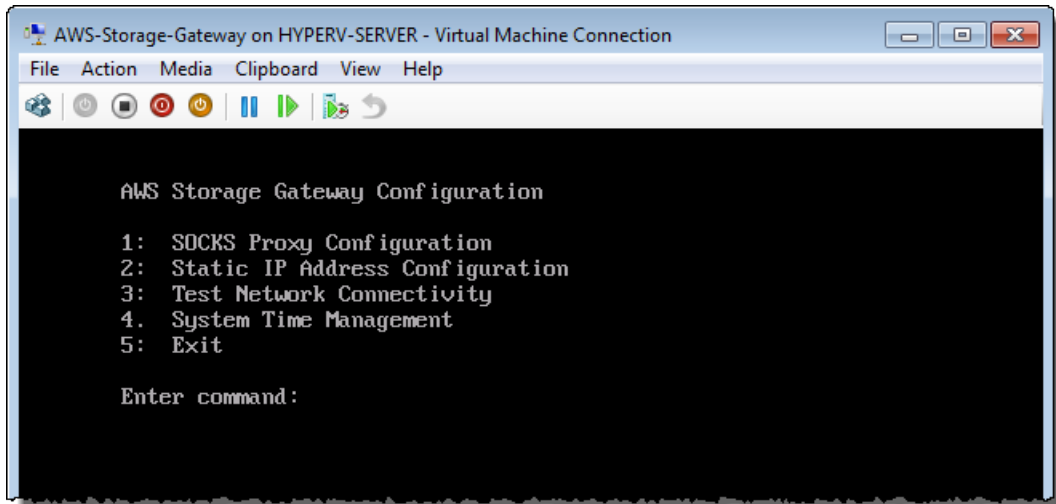 AWS-Storage-Gateway on HYPERV-SERVER - Virtual Machine Connection
File Action Media Clipboard View Help
AWS Storage Gateway Configuration
1: SOCKS Proxy Configuration
2: Static IP Address Configuration
3: Test Network Connectivity
4. System Time Management
5: Exit
Enter command: